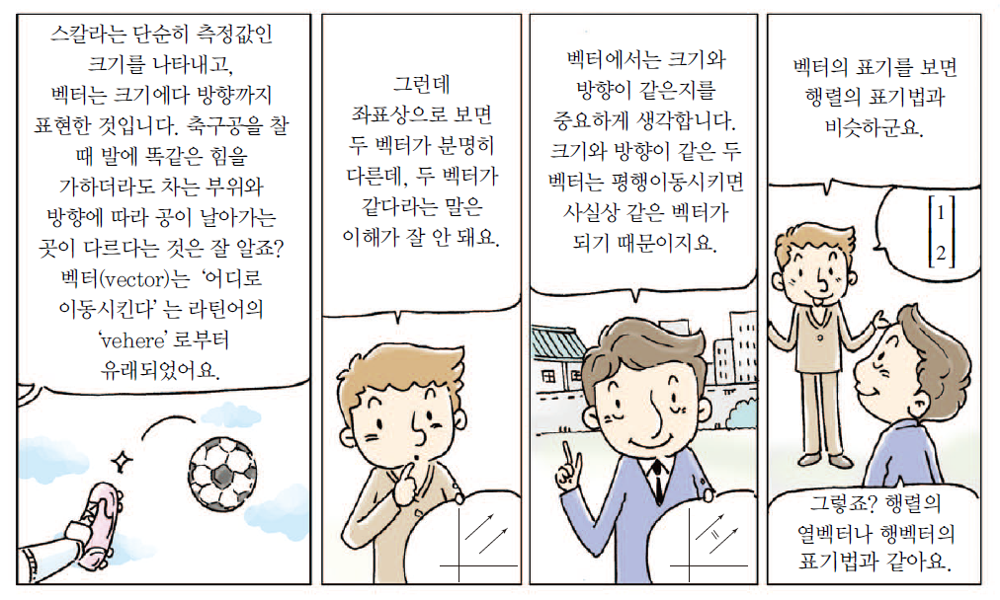 스칼라는 단순히 측정값인
크기를 나타내고,
벡터는 크기에다 방향까지
표현한 것입니다. 축구공을 찰
때 발에 똑같은 힘을
가하더라도 차는 부위와
방향에 따라 공이 날아가는
곳이 다르다는 것은 잘 알죠?
벡터(vector)는 ‘어디로
이동시킨다’ 는 라틴어의
‘vehere’ 로부터
유래되었어요.
그런데
좌표상으로 보면
두 벡터가 분명히
다른데, 두 벡터가
같다라는 말은
이해가 잘 안 돼요.
벡터에서는 크기와
방향이 같은지를
중요하게 생각합니다.
크기와 방향이 같은 두
벡터는 평행이동시키면
사실상 같은 벡터가
되기 때문이지요.
=
벡터의 표기를 보면
행렬의 표기법과
비슷하군요.
1
2
그렇죠? 행렬의
열벡터나 행벡터의
표기법과 같아요.